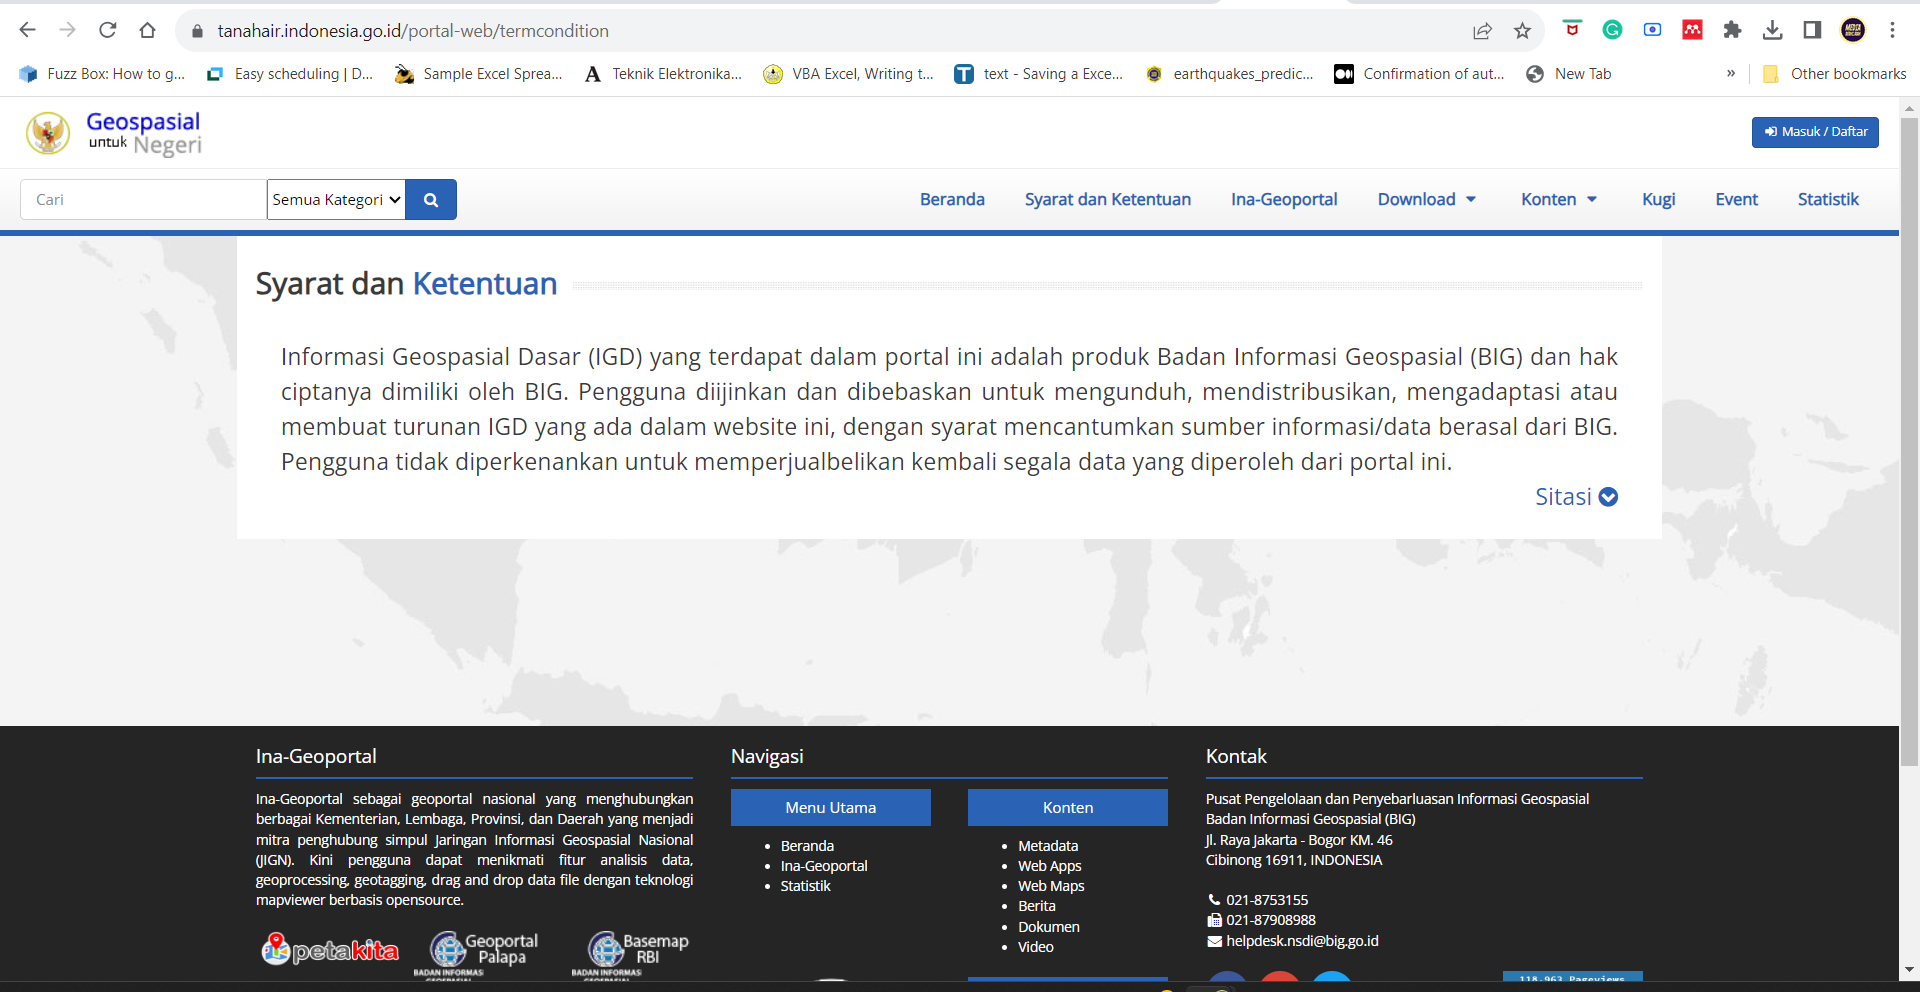 tanahair.indonesia.go.id/portal-web/termcondition
Fuzz Box: How to g...
Easy scheduling | D...
Sample Excel Sprea...
Teknik Elektronika...
VBA Excel, Writing t...
text - Saving a Exce...
earthquakes_predic...
Confirmation of aut...
New Tab
»
Other bookmarks
Geospasial
untuk Negeri
Masuk / Daftar
Cari
Semua Kategori
Beranda
Syarat dan Ketentuan
Ina-Geoportal
Download
Konten
Kugi
Event
Statistik
Syarat dan Ketentuan
Informasi Geospasial Dasar (IGD) yang terdapat dalam portal ini adalah produk Badan Informasi Geospasial (BIG) dan hak
ciptanya dimiliki oleh BIG. Pengguna diijinkan dan dibebaskan untuk mengunduh, mendistribusikan, mengadaptasi atau
membuat turunan IGD yang ada dalam website ini, dengan syarat mencantumkan sumber informasi/data berasal dari BIG.
Pengguna tidak diperkenankan untuk memperjualbelikan kembali segala data yang diperoleh dari portal ini.
Sitasi
Ina-Geoportal
Ina-Geoportal sebagai geoportal nasional yang menghubungkan
berbagai Kementerian, Lembaga, Provinsi, dan Daerah yang menjadi
mitra penghubung simpul Jaringan Informasi Geospasial Nasional
(JIGN). Kini pengguna dapat menikmati fitur analisis data,
geoprocessing, geotagging, drag and drop data file dengan teknologi
mapviewer berbasis opensource.
petakita
Geoportal
Palapa
BADAN INFORMASI
GEOSPASIAL
Basemap
RBI
BADAN INFORMASI
GEOSPASIAL
Navigasi
Menu Utama
• Beranda
• Ina-Geoportal
• Statistik
Konten
• Metadata
• Web Apps
• Web Maps
• Berita
• Dokumen
• Video
Kontak
Pusat Pengelolaan dan Penyebarluasan Informasi Geospasial
Badan Informasi Geospasial (BIG)
Jl. Raya Jakarta - Bogor KM. 46
Cibinong 16911, INDONESIA
021-8753155
021-87908988
helpdesk.nsdi@big.go.id
118,963 Pageviews